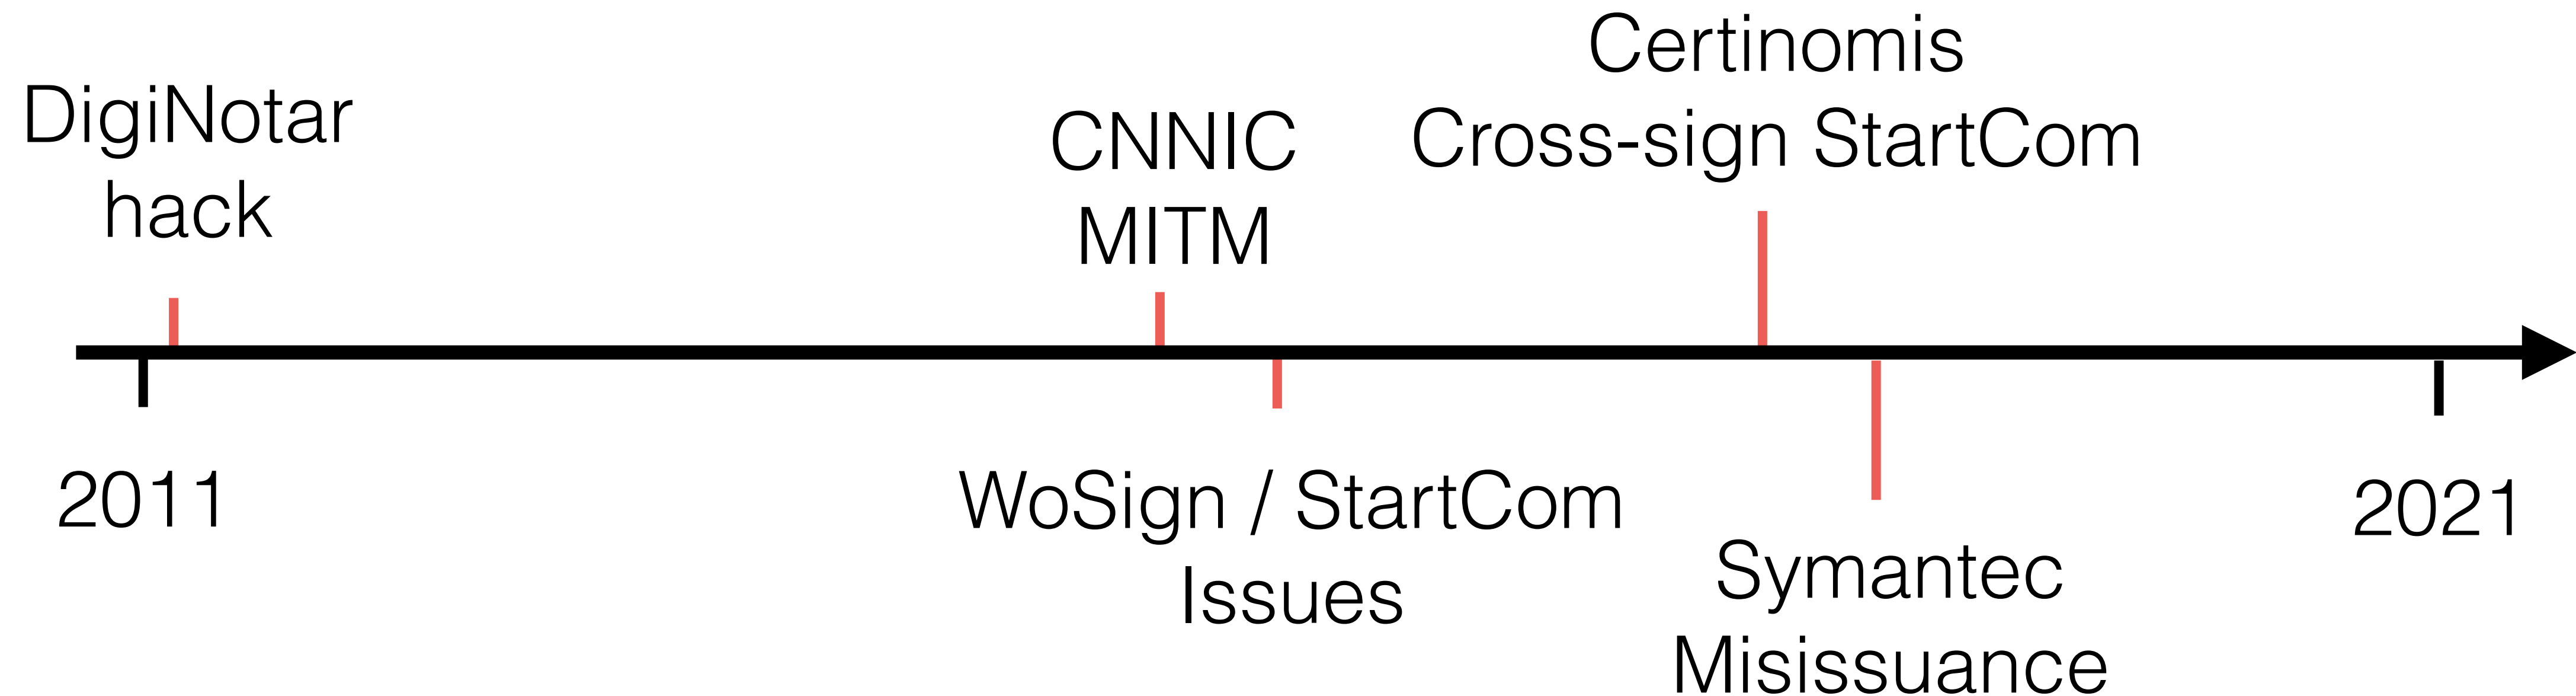 DigiNotar
hack
CNNIC
MITM
Certinomis
Cross-sign StartCom
2011
WoSign / StartCom
Issues
Symantec
Misissuance
2021